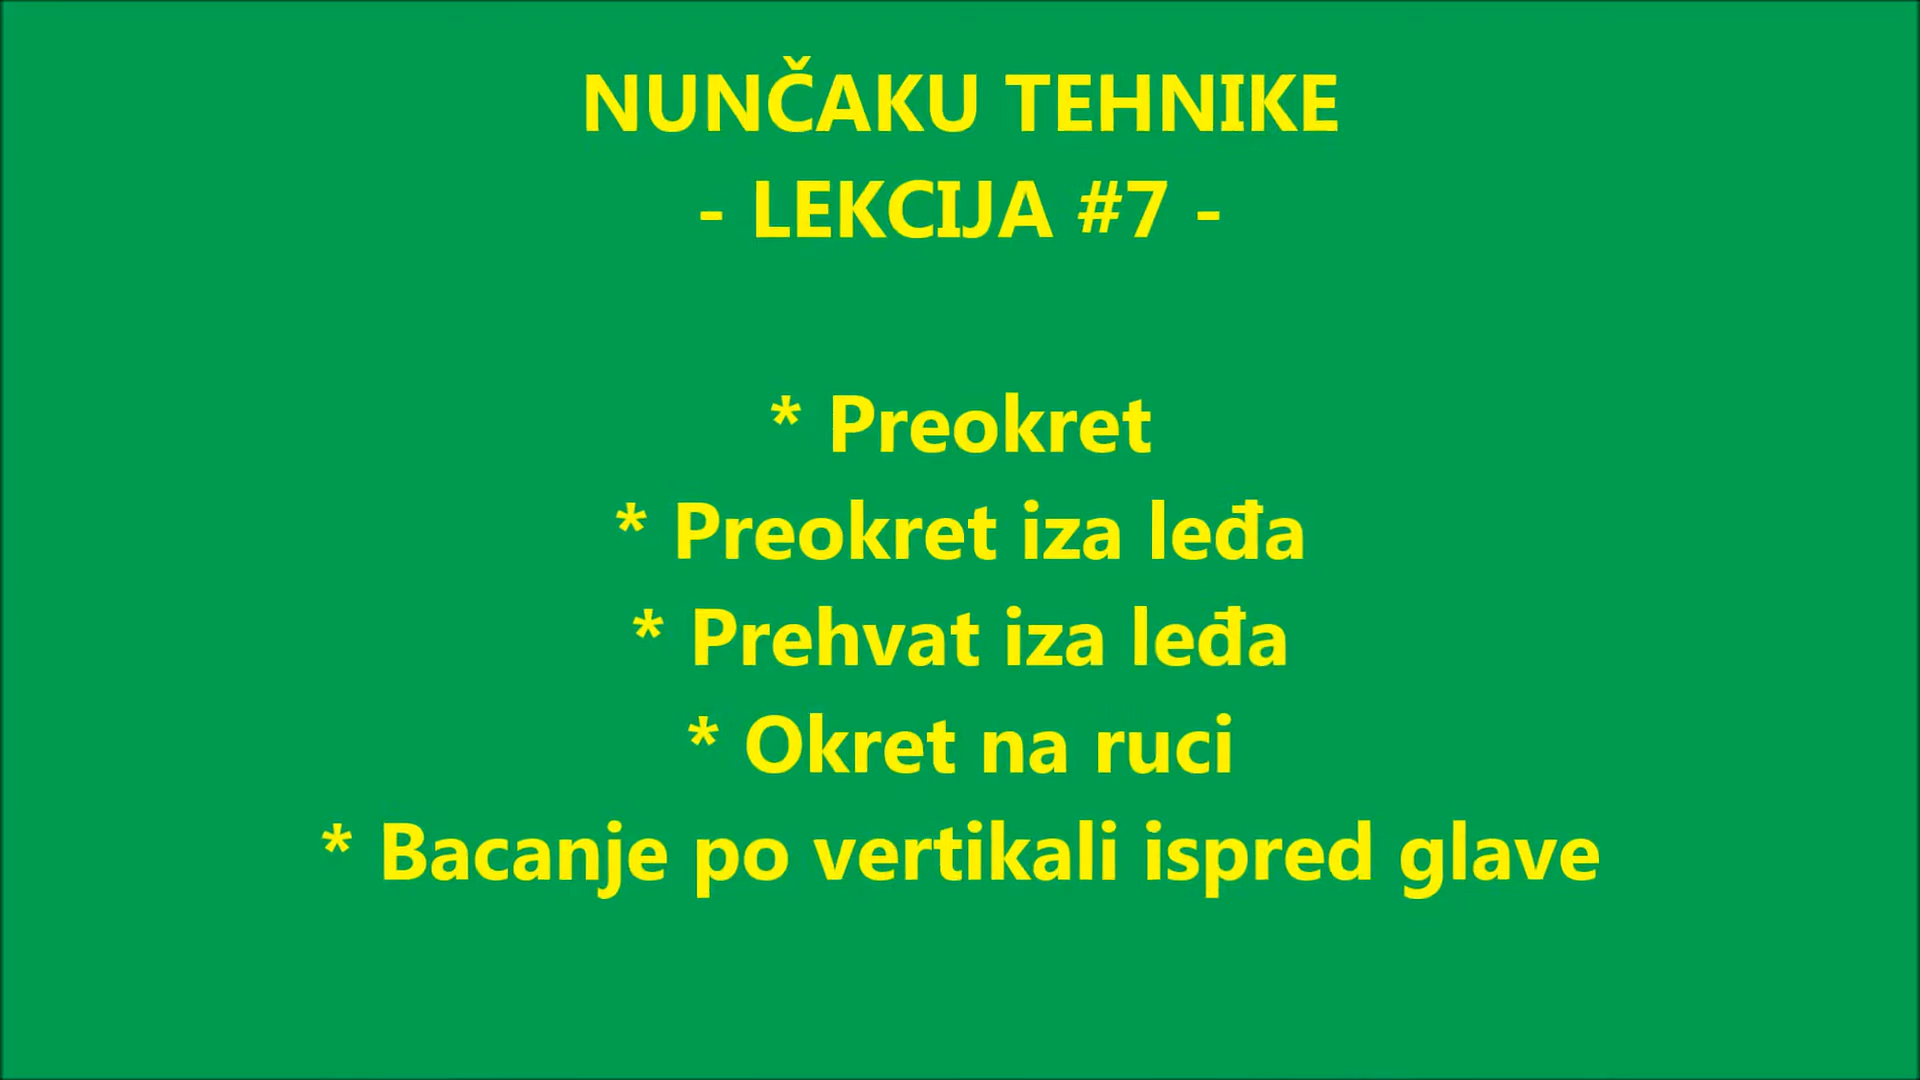 NUNČAKU TEHNIKE
- LEKCIJA #7 -
* Preokret
* Preokret iza leđa
* Prehvat iza leđa
* Okret na ruci
* Bacanje po vertikali ispred glave